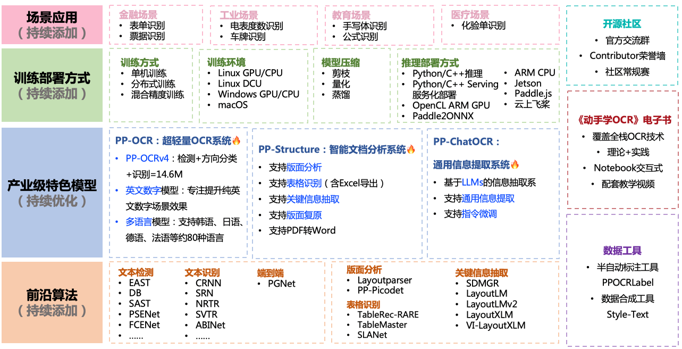 场景应用
（持续添加）
金融场景
• 表单识别
• 票据识别
工业场景
• 电表度数识别
• 车牌识别
教育场景
• 手写体识别
• 公式识别
医疗场景
• 化验单识别
训练部署方式
（持续添加）
训练方式
• 单机训练
• 分布式训练
• 混合精度训练
训练环境
• Linux GPU/CPU
• Linux DCU
• Windows GPU/CPU
• macOS
模型压缩
• 剪枝
• 量化
• 蒸馏
推理部署方式
• Python/C++推理
• Python/C++ Serving
服务化部署
• OpenCL ARM GPU
• Paddle2ONNX
• ARM CPU
• Jetson
• Paddle.js
• 云上飞桨
产业级特色模型
（持续优化）
PP-OCR：超轻量OCR系统🔥
• PP-OCRv4：检测+方向分类
+识别=14.6M
• 英文数字模型：专注提升纯英
文数字场景效果
• 多语言模型：支持韩语、日语、
德语、法语等约80种语言
PP-Structure：智能文档分析系统🔥
• 支持版面分析
• 支持表格识别（含Excel导出）
• 支持关键信息抽取
• 支持版面复原
• 支持PDF转Word
PP-ChatOCR：
通用信息提取系统🔥
• 基于LLMs的信息抽取系
• 支持通用信息提取
• 支持指令微调
前沿算法
（持续添加）
文本检测
• EAST
• DB
• SAST
• PSENet
• FCENet
• ……
文本识别
• CRNN
• SRN
• NRTR
• SVTR
• ABINet
• ……
端到端
• PGNet
版面分析
• Layoutparser
• PP-Picodet
表格识别
• TableRec-RARE
• TableMaster
• SLANet
关键信息抽取
• SDMGR
• LayoutLM
• LayoutLMv2
• LayoutXLM
• VI-LayoutXLM
开源社区
• 官方交流群
• Contributor荣誉墙
• 社区常规赛
《动手学OCR》电子书
• 覆盖全栈OCR技术
• 理论+实践
• Notebook交互式
• 配套教学视频
数据工具
• 半自动标注工具
PPOCRLabel
• 数据合成工具
Style-Text